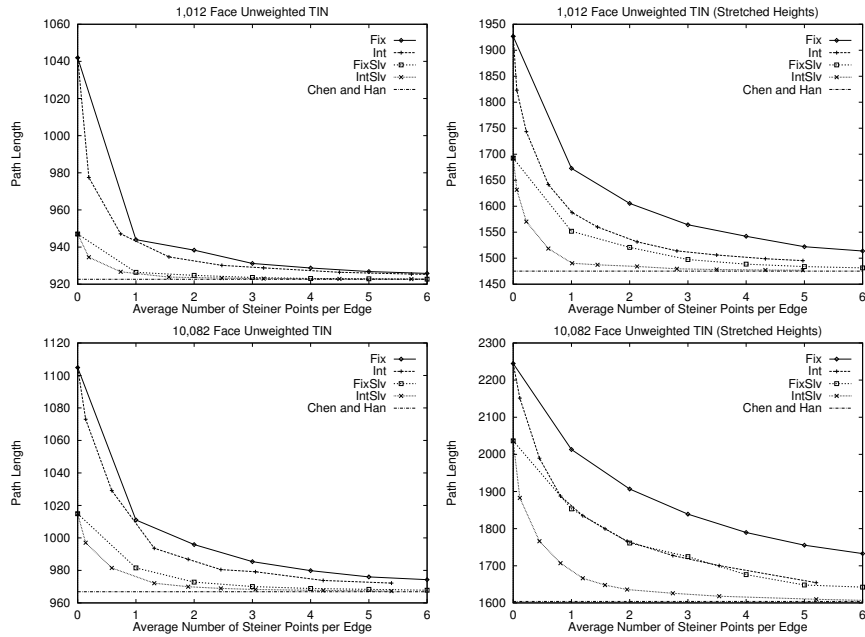 1,012 Face Unweighted TIN
1060
1040
1020
1000
980
960
940
920
Path Length
0 1 2 3 4 5 6
Average Number of Steiner Points per Edge
Fix
Int
FixSlv
IntSlv
Chen and Han
1,012 Face Unweighted TIN (Stretched Heights)
1950
1900
1850
1800
1750
1700
1650
1600
1550
1500
1450
Path Length
0 1 2 3 4 5 6
Average Number of Steiner Points per Edge
Fix
Int
FixSlv
IntSlv
Chen and Han
10,082 Face Unweighted TIN
1120
1100
1080
1060
1040
1020
1000
980
960
Path Length
0 1 2 3 4 5 6
Average Number of Steiner Points per Edge
Fix
Int
FixSlv
IntSlv
Chen and Han
10,082 Face Unweighted TIN (Stretched Heights)
2300
2200
2100
2000
1900
1800
1700
1600
Path Length
0 1 2 3 4 5 6
Average Number of Steiner Points per Edge
Fix
Int
FixSlv
IntSlv
Chen and Han